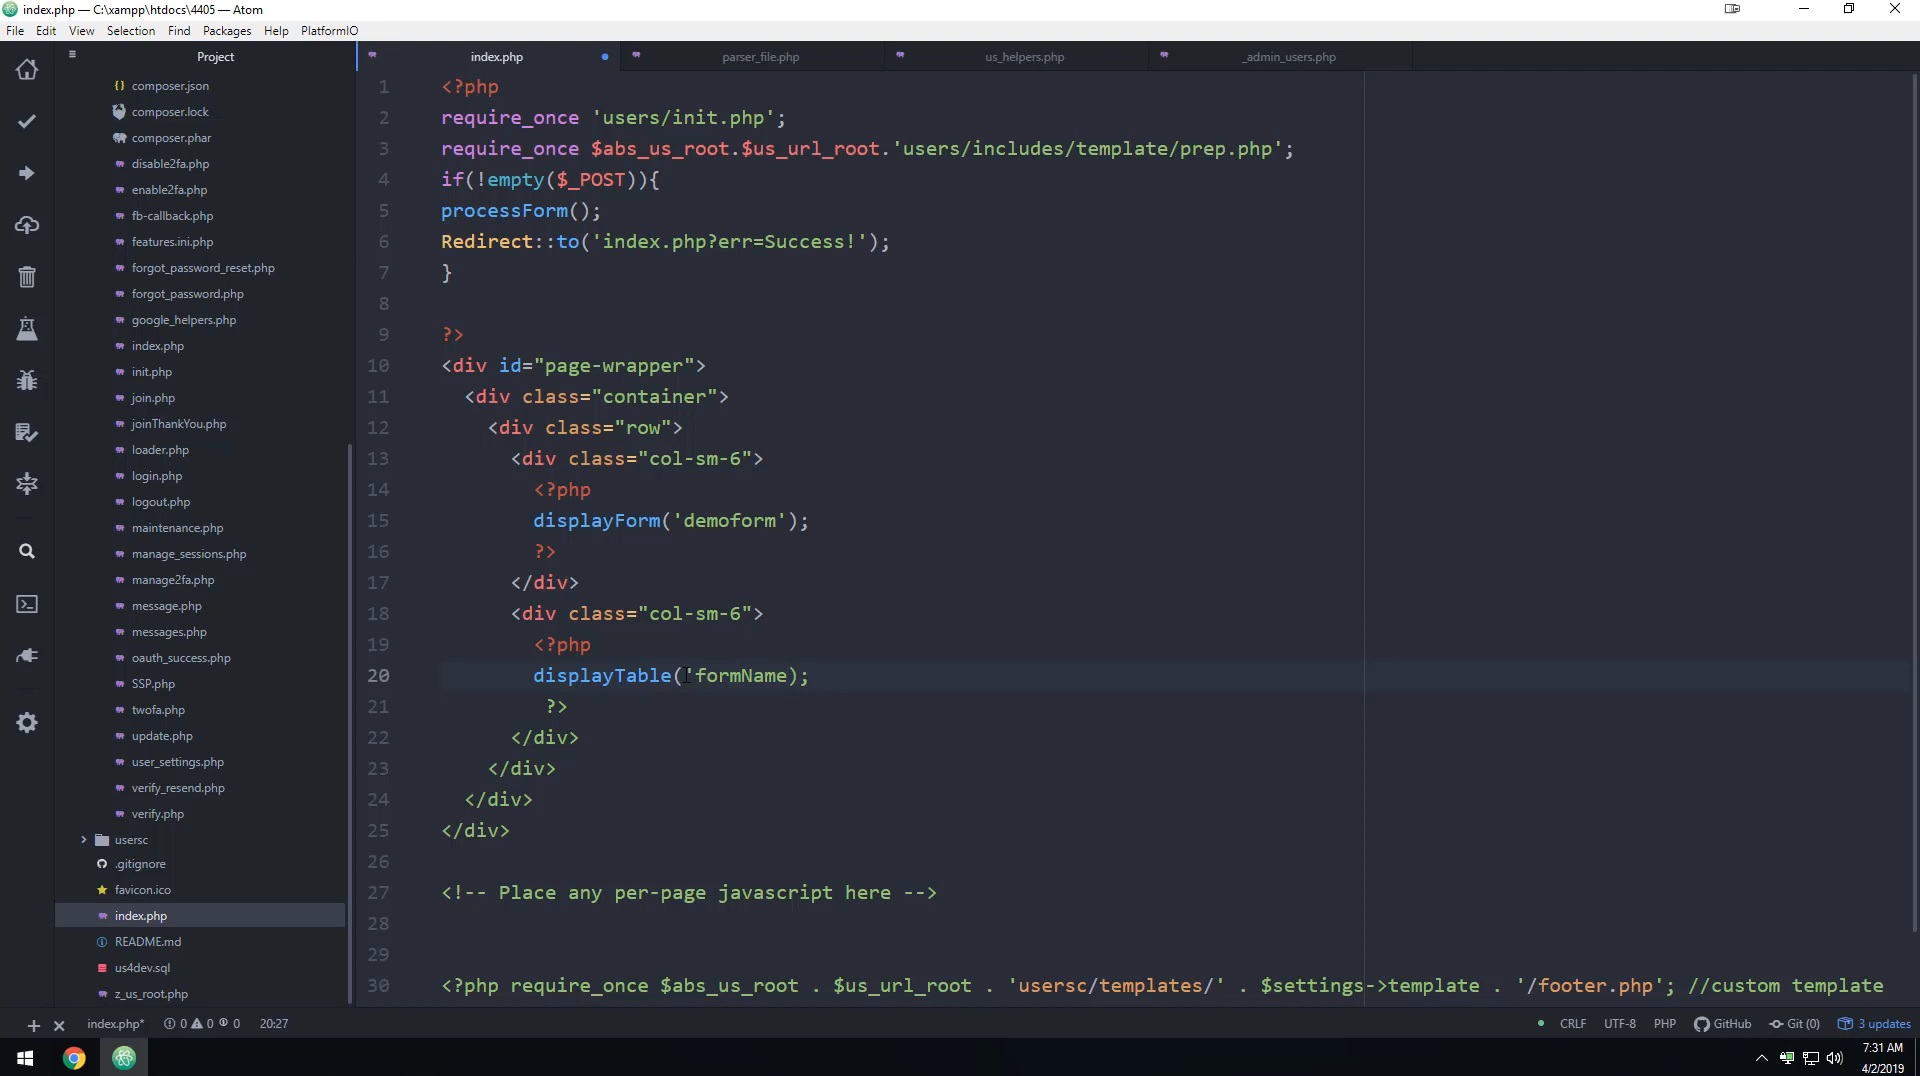 index.php — C:\xampp\htdocs\4405 — Atom
File Edit View Selection Find Packages Help PlatformIO
Project
index.php parser_file.php us_helpers.php _admin_users.php
composer.json
composer.lock
composer.phar
disable2fa.php
enable2fa.php
fb-callback.php
features.ini.php
forgot_password_reset.php
forgot_password.php
google_helpers.php
index.php
init.php
join.php
joinThankYou.php
loader.php
login.php
logout.php
maintenance.php
manage_sessions.php
manage2fa.php
message.php
messages.php
oauth_success.php
SSP.php
twofa.php
update.php
user_settings.php
verify_resend.php
verify.php
usersc
.gitignore
favicon.ico
index.php
README.md
us4dev.sql
z_us_root.php
1 <?php
2 require_once 'users/init.php';
3 require_once $abs_us_root.$us_url_root.'users/includes/template/prep.php';
4 if(!empty($_POST)){
5 processForm();
6 Redirect::to('index.php?err=Success!');
7 }
8
9 ?>
10 <div id="page-wrapper">
11 <div class="container">
12 <div class="row">
13 <div class="col-sm-6">
14 <?php
15 displayForm('demoform');
16 ?>
17 </div>
18 <div class="col-sm-6">
19 <?php
20 displayTable('formName);
21 ?>
22 </div>
23 </div>
24 </div>
25 </div>
26
27 <!-- Place any per-page javascript here -->
28
29
30 <?php require_once $abs_us_root . $us_url_root . 'usersc/templates/' . $settings->template . '/footer.php'; //custom template
index.php* 0 0 0 20:27 CRLF UTF-8 PHP GitHub Git (0) 3 updates
7:31 AM
4/2/2019